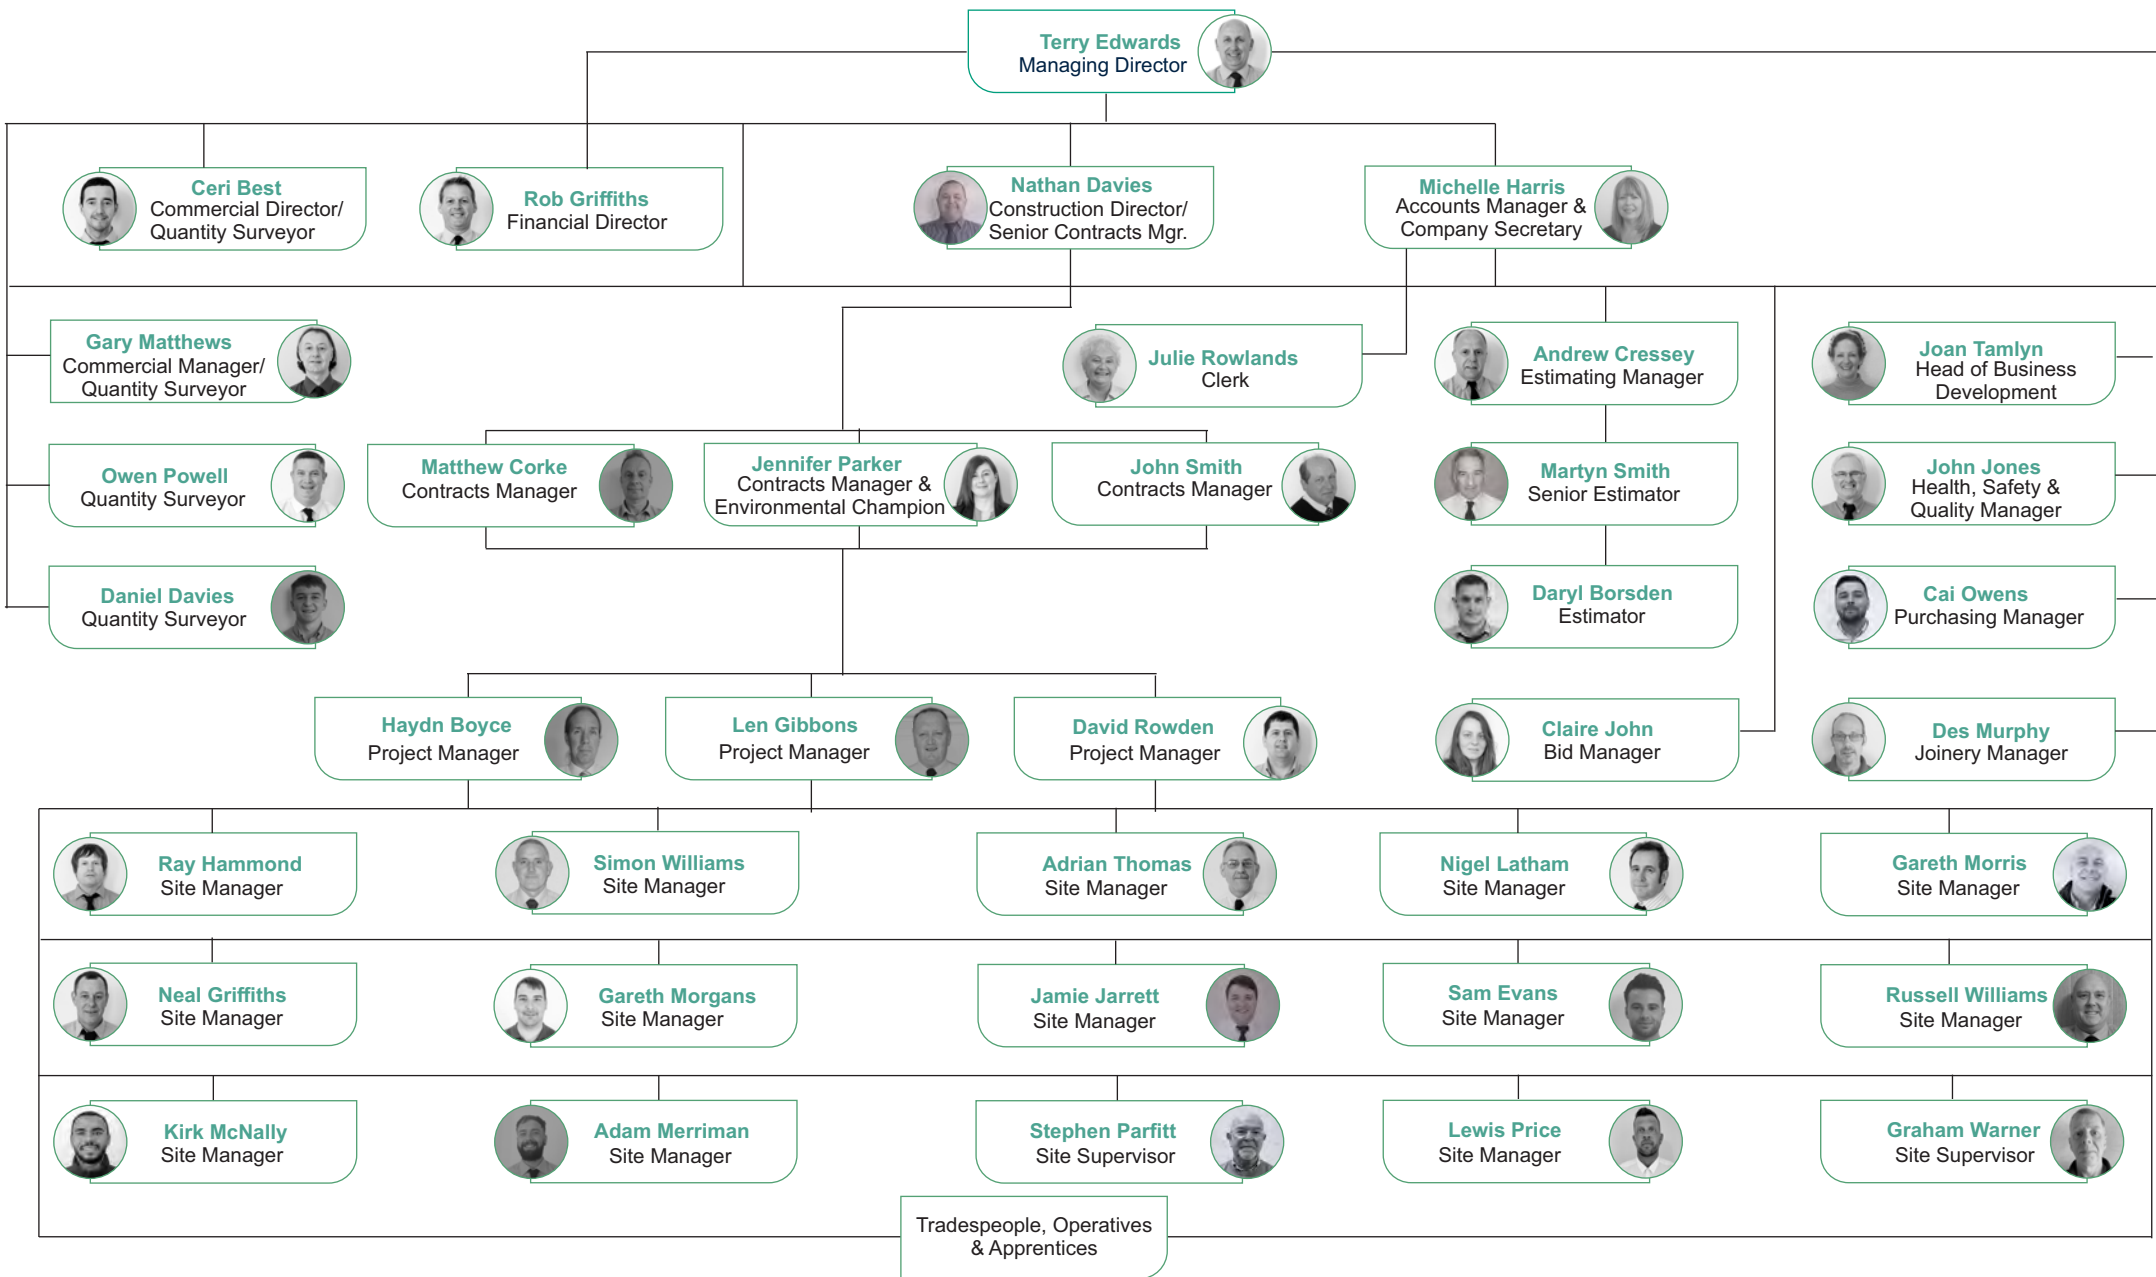 Terry Edwards
Managing Director
Ceri Best
Commercial Director/
Quantity Surveyor
Rob Griffiths
Financial Director
Nathan Davies
Construction Director/
Senior Contracts Mgr.
Michelle Harris
Accounts Manager &
Company Secretary
Gary Matthews
Commercial Manager/
Quantity Surveyor
Julie Rowlands
Clerk
Andrew Cressey
Estimating Manager
Joan Tamlyn
Head of Business
Development
Owen Powell
Quantity Surveyor
Matthew Corke
Contracts Manager
Jennifer Parker
Contracts Manager &
Environmental Champion
John Smith
Contracts Manager
Martyn Smith
Senior Estimator
John Jones
Health, Safety &
Quality Manager
Daniel Davies
Quantity Surveyor
Daryl Borsden
Estimator
Cai Owens
Purchasing Manager
Haydn Boyce
Project Manager
Len Gibbons
Project Manager
David Rowden
Project Manager
Claire John
Bid Manager
Des Murphy
Joinery Manager
Ray Hammond
Site Manager
Simon Williams
Site Manager
Adrian Thomas
Site Manager
Nigel Latham
Site Manager
Gareth Morris
Site Manager
Neal Griffiths
Site Manager
Gareth Morgans
Site Manager
Jamie Jarrett
Site Manager
Sam Evans
Site Manager
Russell Williams
Site Manager
Kirk McNally
Site Manager
Adam Merriman
Site Manager
Stephen Parfitt
Site Supervisor
Lewis Price
Site Manager
Graham Warner
Site Supervisor
Tradespeople, Operatives
& Apprentices